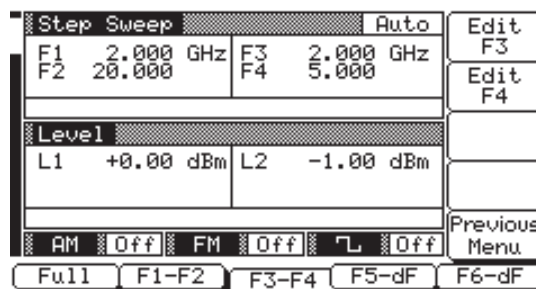 Step Sweep Auto
F1 2.000 GHz F3 2.000 GHz
F2 20.000 F4 5.000
Level
L1 +0.00 dBm L2 -1.00 dBm
AM Off FM Off Off
Edit
F3
Edit
F4
Previous
Menu
Full F1-F2 F3-F4 F5-dF F6-dF